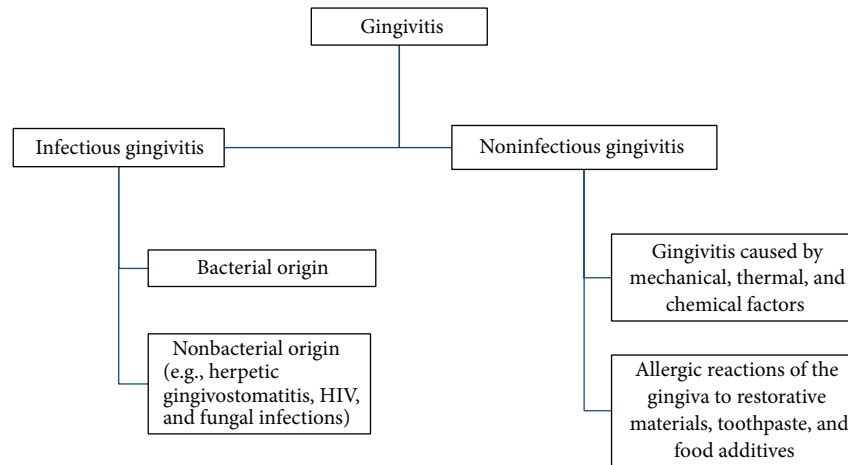 Gingivitis
Infectious gingivitis
Noninfectious gingivitis
Bacterial origin
Nonbacterial origin
(e.g., herpetic
gingivostomatitis, HIV,
and fungal infections)
Gingivitis caused by
mechanical, thermal, and
chemical factors
Allergic reactions of the
gingiva to restorative
materials, toothpaste, and
food additives